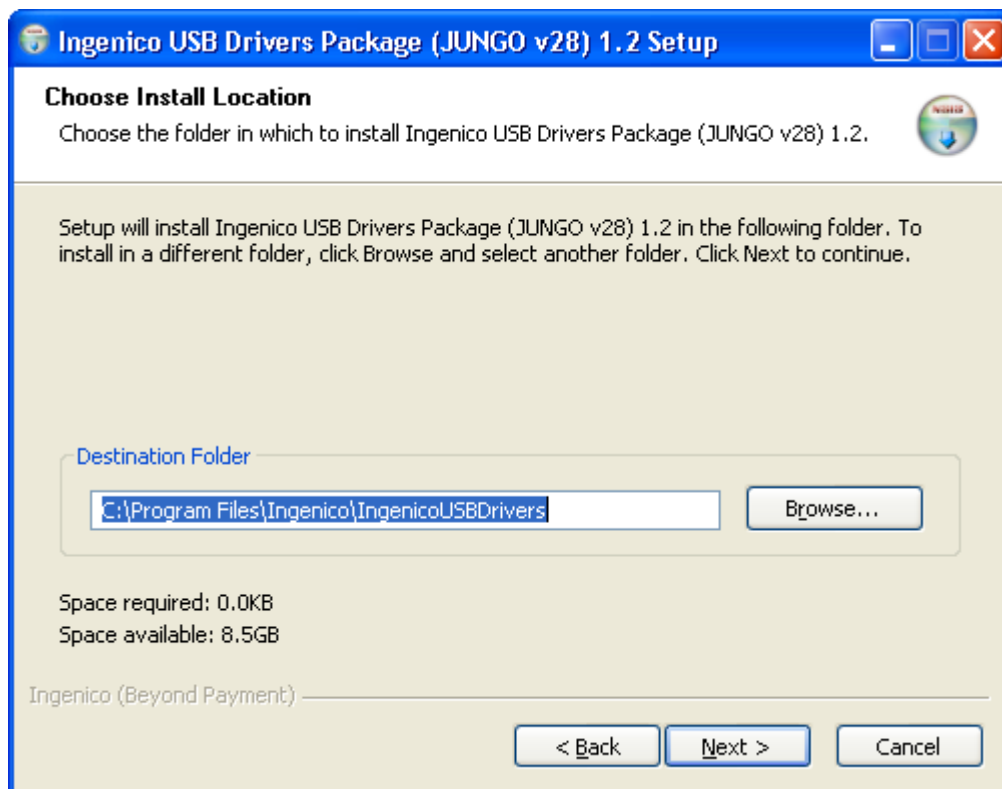 Ingenico USB Drivers Package (JUNGO v28) 1.2 Setup
Choose Install Location
Choose the folder in which to install Ingenico USB Drivers Package (JUNGO v28) 1.2.
Setup will install Ingenico USB Drivers Package (JUNGO v28) 1.2 in the following folder. To
install in a different folder, click Browse and select another folder. Click Next to continue.
Destination Folder
C:\Program Files\Ingenico\IngenicoUSBDrivers
Browse...
Space required: 0.0KB
Space available: 8.5GB
Ingenico (Beyond Payment)
< Back
Next >
Cancel